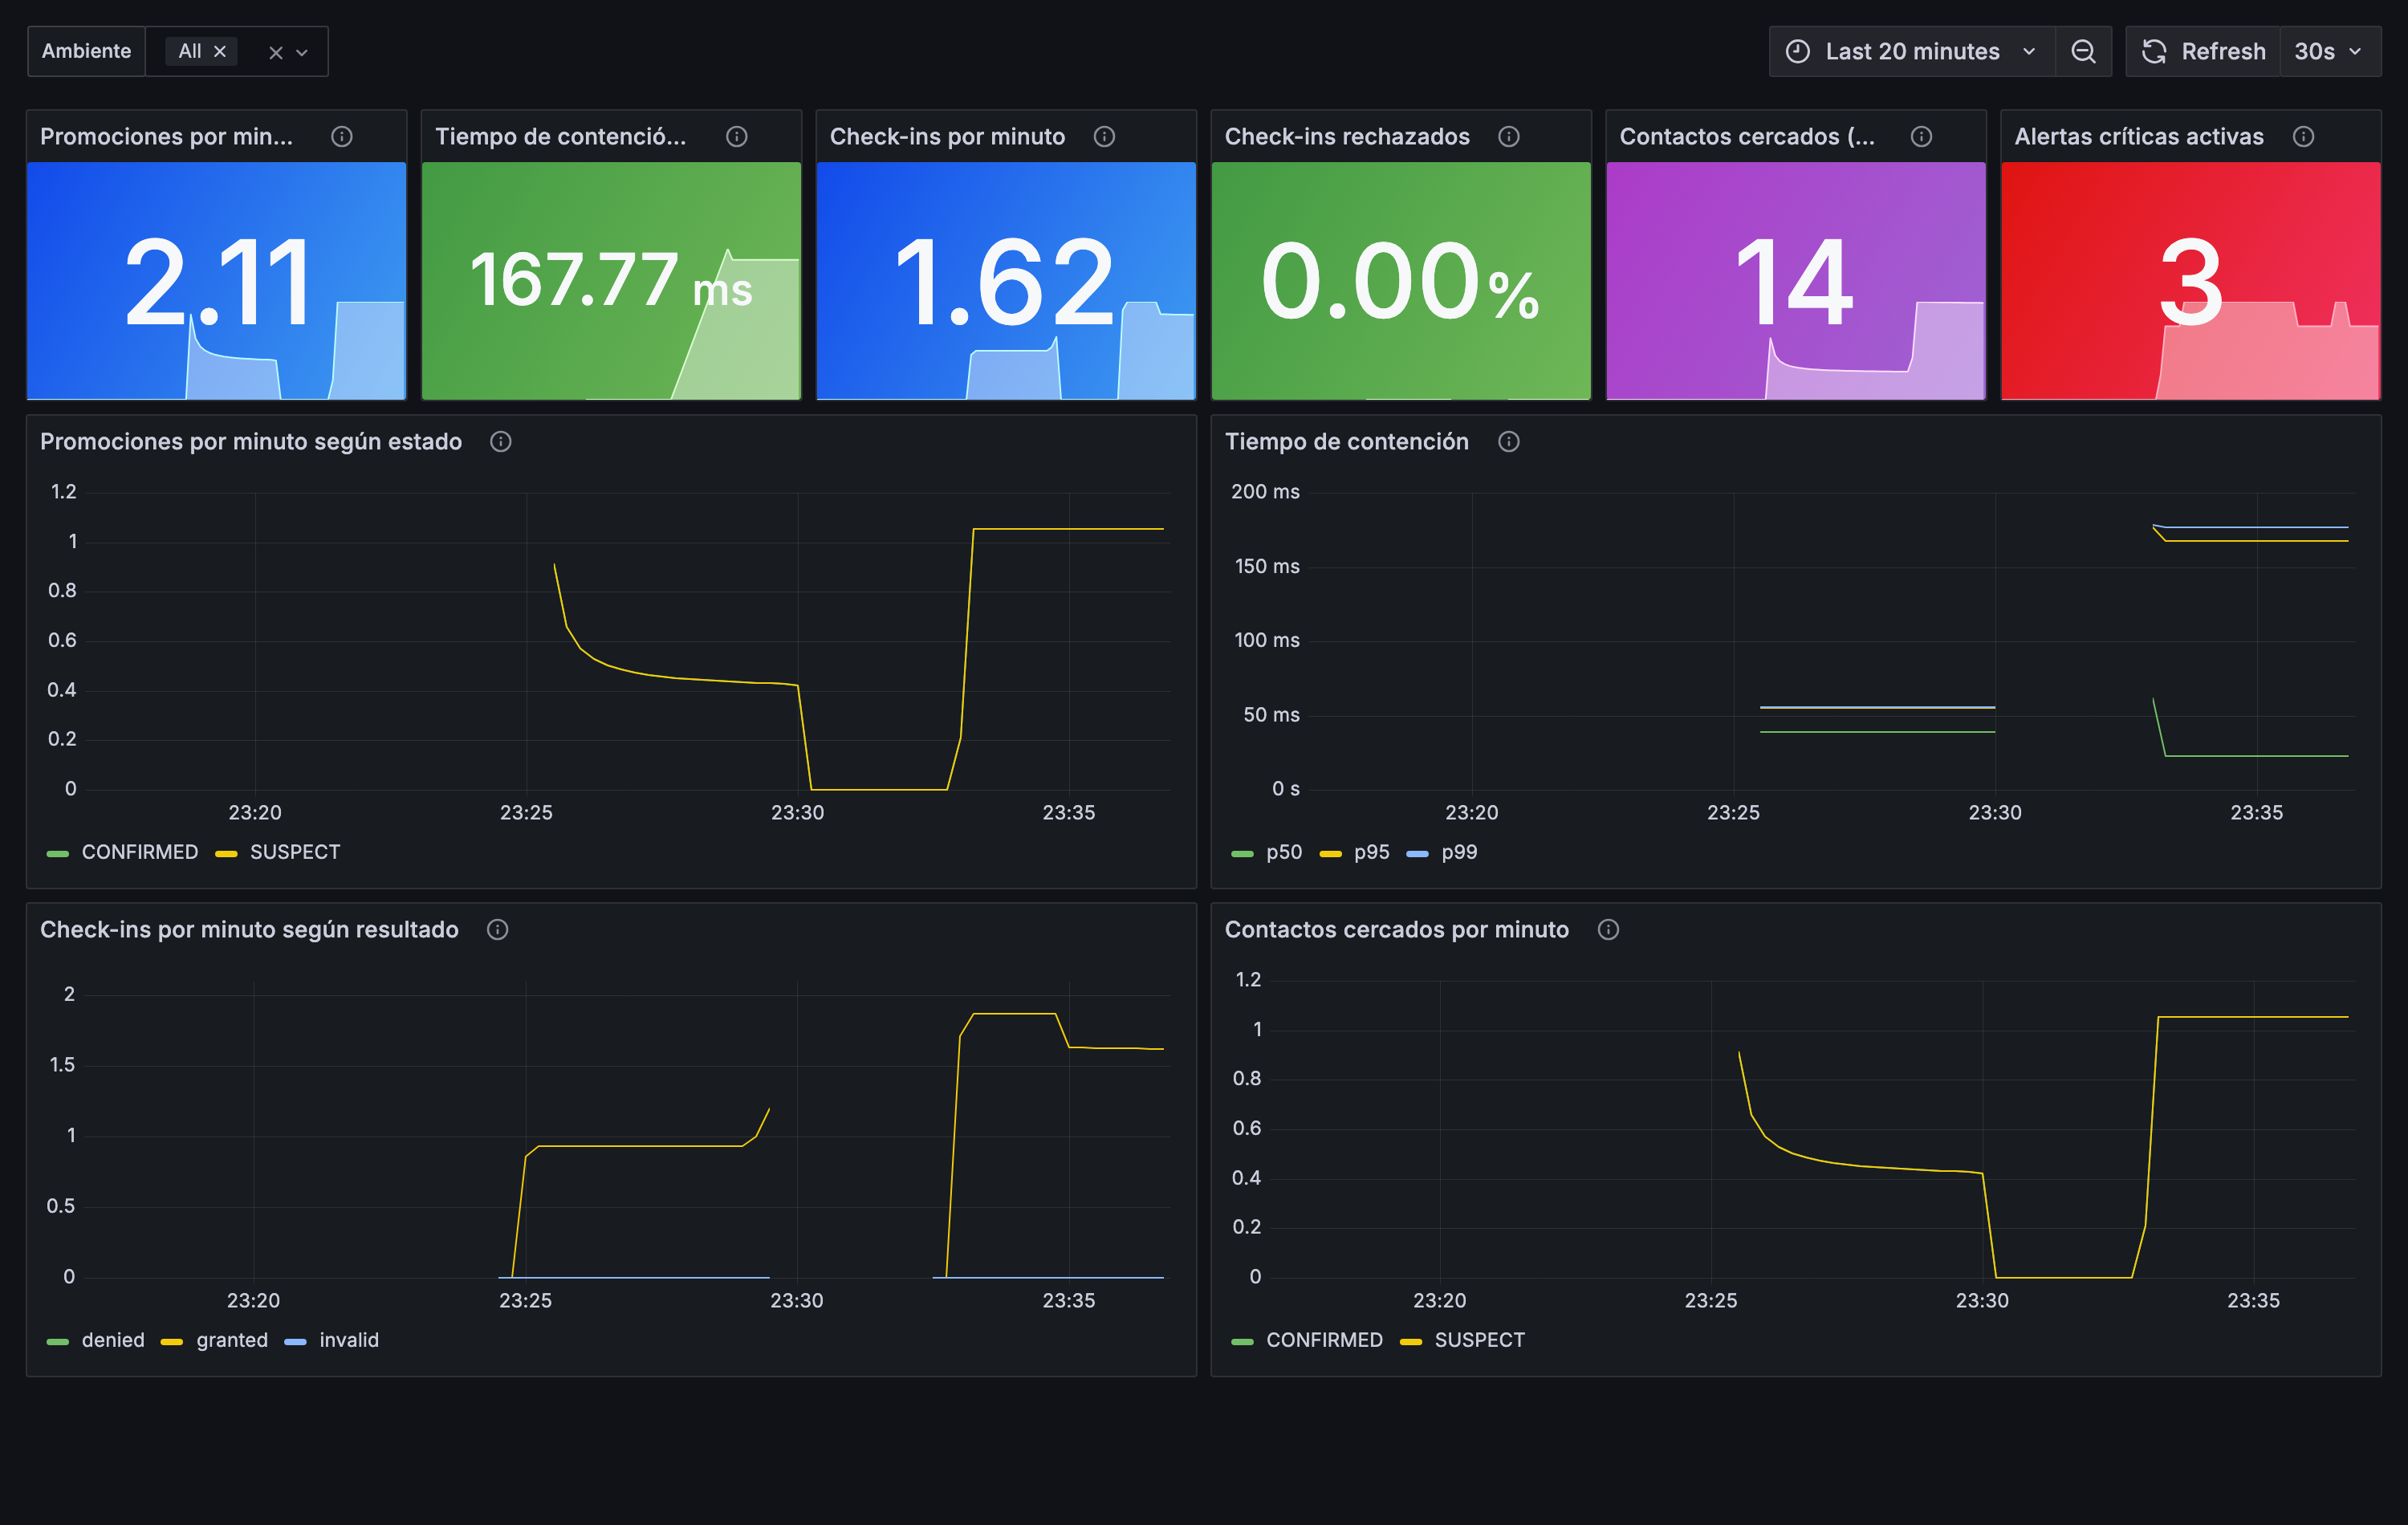 Ambiente All
Last 20 minutes Refresh 30s
Promociones por min...
2.11
Tiempo de contenció...
167.77 ms
Check-ins por minuto
1.62
Check-ins rechazados
0.00%
Contactos cercados (...
14
Alertas críticas activas
3
Promociones por minuto según estado
1.2
1
0.8
0.6
0.4
0.2
0
23:20 23:25 23:30 23:35
CONFIRMED SUSPECT
Tiempo de contención
200 ms
150 ms
100 ms
50 ms
0 s
23:20 23:25 23:30 23:35
p50 p95 p99
Check-ins por minuto según resultado
2
1.5
1
0.5
0
23:20 23:25 23:30 23:35
denied granted invalid
Contactos cercados por minuto
1.2
1
0.8
0.6
0.4
0.2
0
23:20 23:25 23:30 23:35
CONFIRMED SUSPECT